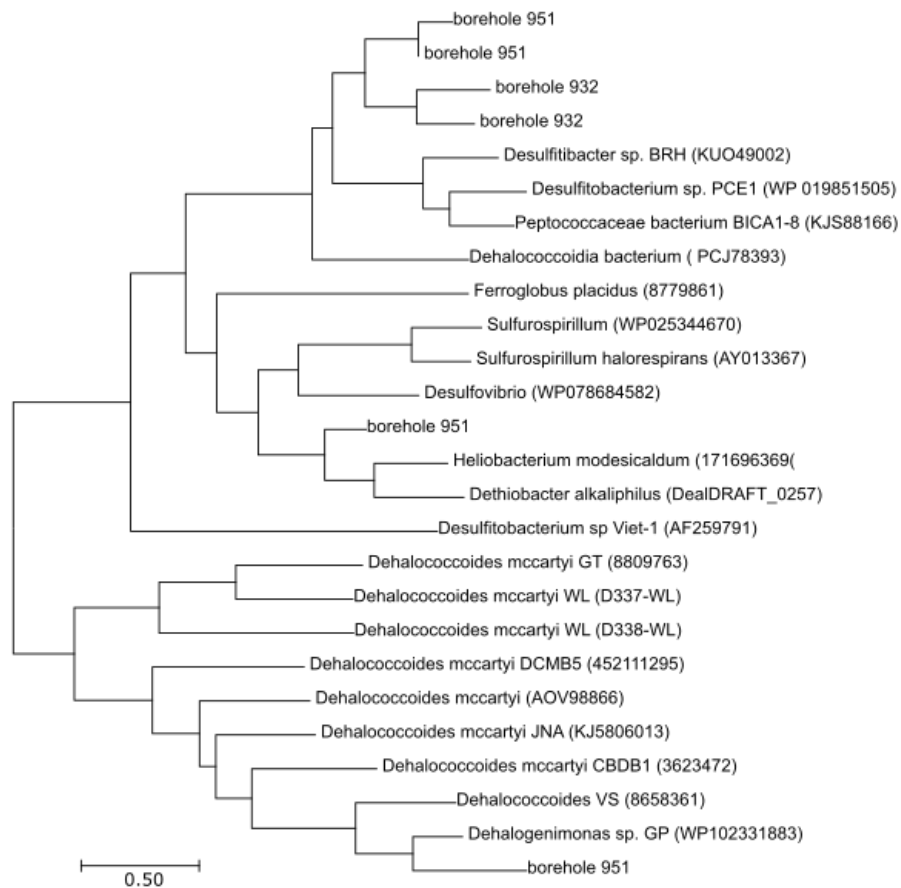 borehole 951
borehole 951
borehole 932
borehole 932
Desulfitibacter sp. BRH (KUO49002)
Desulfitobacterium sp. PCE1 (WP 019851505)
Peptococcaceae bacterium BICA1-8 (KJS88166)
Dehalococcoidia bacterium ( PCJ78393)
Ferroglobus placidus (8779861)
Sulfurospirillum (WP025344670)
Sulfurospirillum halorespirans (AY013367)
Desulfovibrio (WP078684582)
borehole 951
Heliobacterium modesicaldum (171696369(
Dethiobacter alkaliphilus (DealDRAFT_0257)
Desulfitobacterium sp Viet-1 (AF259791)
Dehalococcoides mccartyi GT (8809763)
Dehalococcoides mccartyi WL (D337-WL)
Dehalococcoides mccartyi WL (D338-WL)
Dehalococcoides mccartyi DCMB5 (452111295)
Dehalococcoides mccartyi (AOV98866)
Dehalococcoides mccartyi JNA (KJ5806013)
Dehalococcoides mccartyi CBDB1 (3623472)
Dehalococcoides VS (8658361)
Dehalogenimonas sp. GP (WP102331883)
borehole 951
0.50